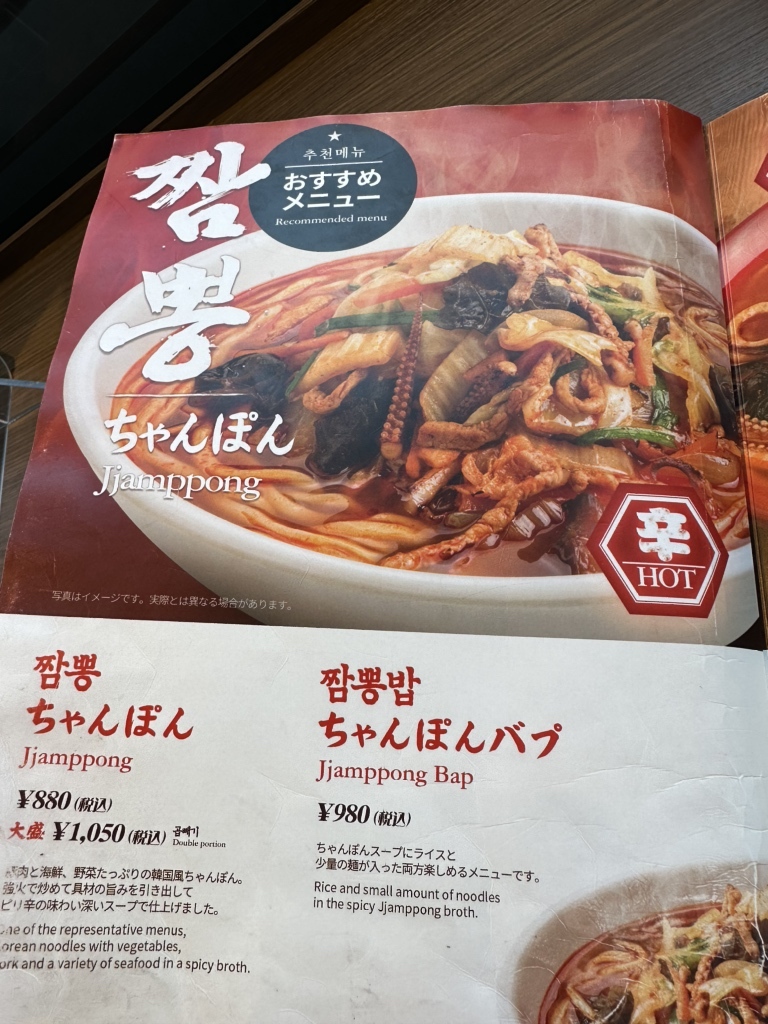 짬
뽕
★
추천메뉴
おすすめ
メニュー
Recommended menu
ちゃんぽん
Jjamppong
辛
HOT
写真はイメージです。実際とは異なる場合があります。
짬뽕
ちゃんぽん
Jjamppong
¥880(税込)
大盛 ¥1,050(税込) 곱빼기
Double portion
肉と海鮮、野菜たっぷりの韓国風ちゃんぽん。
強火で炒めて具材の旨みを引き出して
ピリ辛の味わい深いスープで仕上げました。
One of the representative menus,
orean noodles with vegetables,
ork and a variety of seafood in a spicy broth.
짬뽕밥
ちゃんぽんバプ
Jjamppong Bap
¥980(税込)
ちゃんぽんスープにライスと
少量の麺が入った両方楽しめるメニューです。
Rice and small amount of noodles
in the spicy Jjamppong broth.